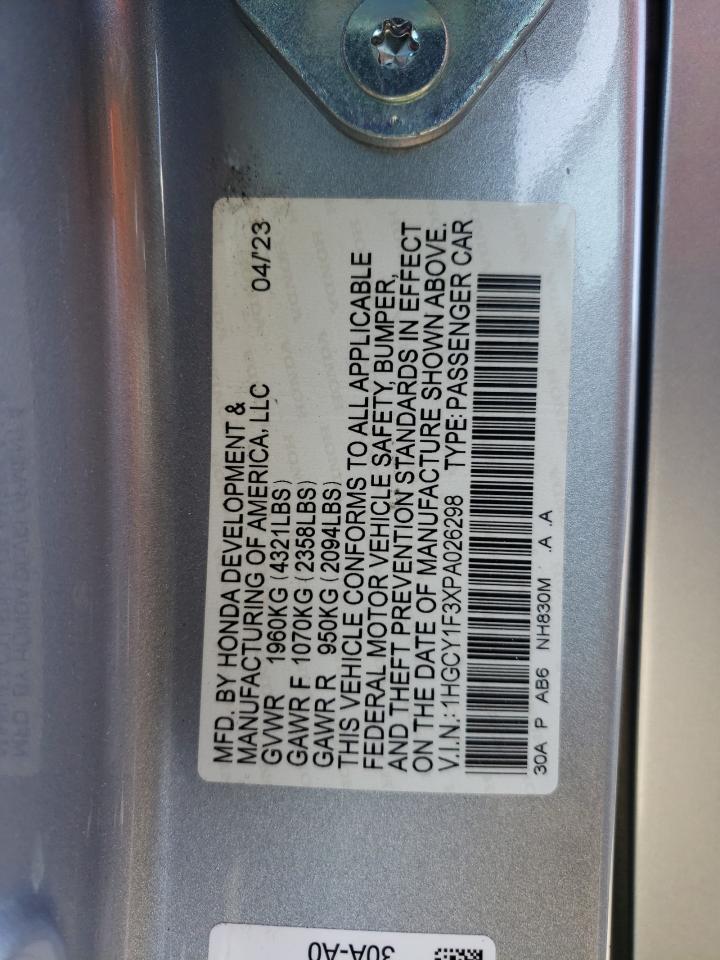 MFD. BY HONDA DEVELOPMENT &
MANUFACTURING OF AMERICA, LLC 04/'23
GVWR 1960KG (4321LBS)
GAWR F 1070KG (2358LBS)
GAWR R 950KG (2094LBS)
THIS VEHICLE CONFORMS TO ALL APPLICABLE
FEDERAL MOTOR VEHICLE SAFETY, BUMPER,
AND THEFT PREVENTION STANDARDS IN EFFECT
ON THE DATE OF MANUFACTURE SHOWN ABOVE.
V.I.N.: 1HGCY1F3XPA026298 TYPE: PASSENGER CAR
30A P AB6 NH830M .A .A
30A-A0